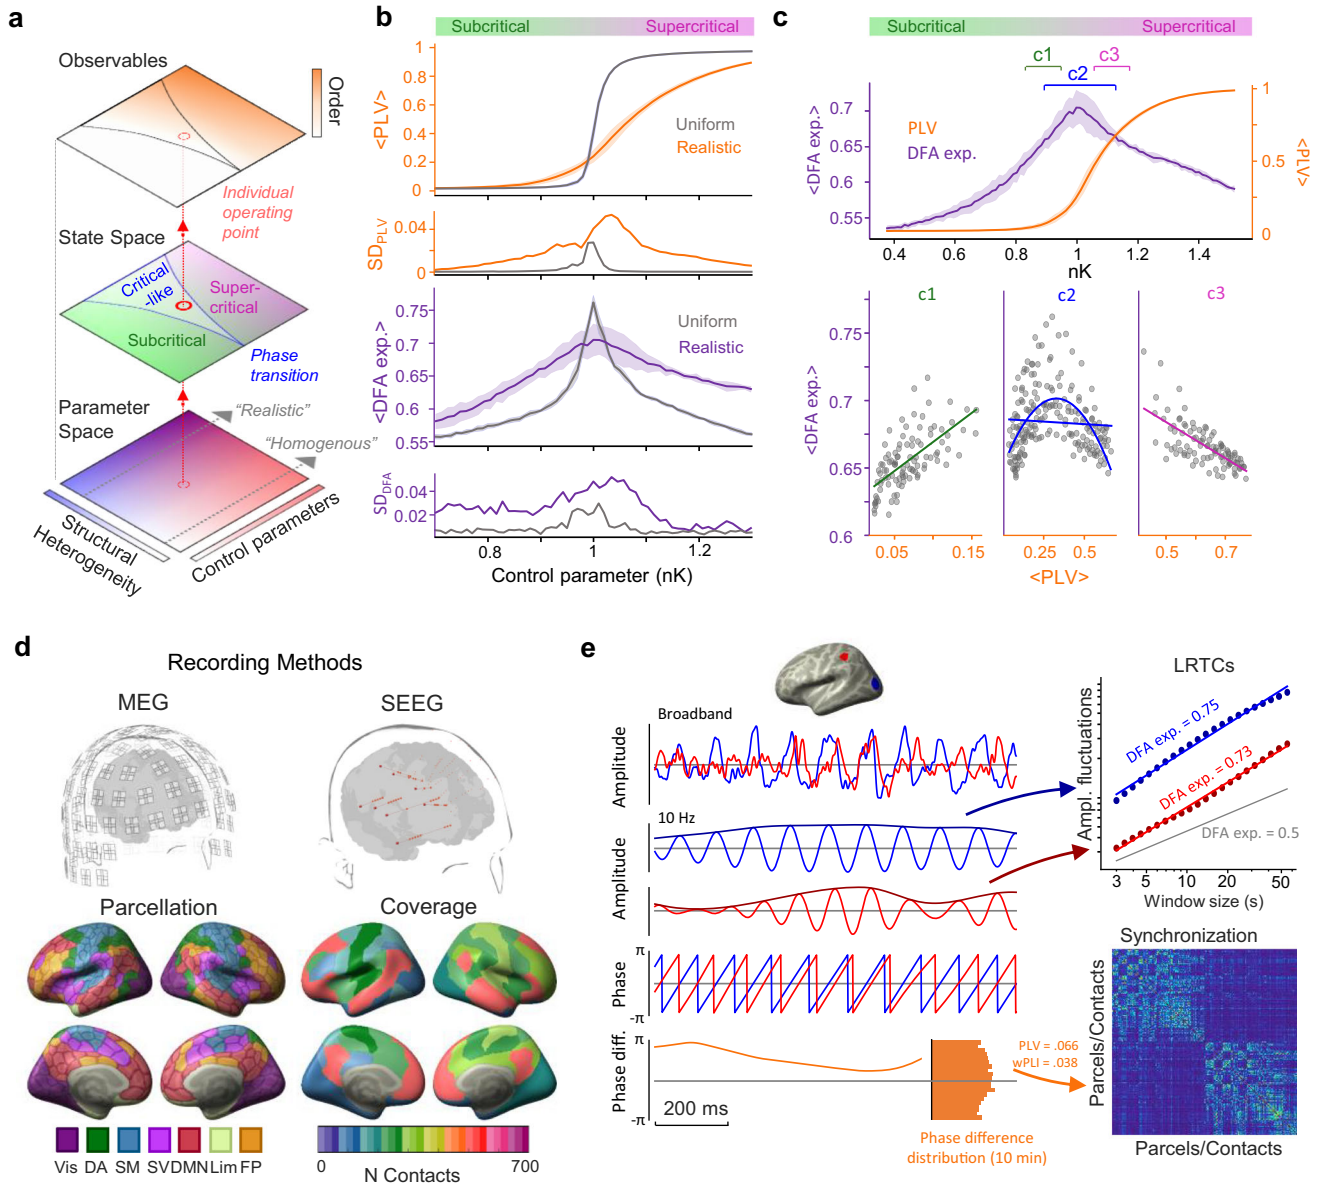 a
Observables
Order
Individual
operating
point
State Space
Critical
-like
Super-
critical
Subcritical
Phase
transition
Parameter
Space
“Realistic”
“Homogenous”
Structural
Heterogeneity
Control parameters
b
Subcritical
Supercritical
1
0.8
0.6
0.4
0.2
0
<PLV>
Uniform
Realistic
0.04
0
SD_PLV
0.75
0.7
0.65
0.6
0.55
<DFA exp.>
Uniform
Realistic
0.04
0.02
SD_DFA
0.8
1
1.2
Control parameter (nK)
c
Subcritical
Supercritical
c1
c3
c2
0.7
0.65
0.6
0.55
<DFA exp.>
PLV
DFA exp.
1
0.5
0
<PLV>
0.4
0.6
0.8
1
1.2
1.4
nK
c1
c2
c3
0.75
0.7
0.65
0.6
<DFA exp.>
0.05
0.15
0.25
0.5
0.5
0.7
<PLV>
d
Recording Methods
MEG
SEEG
Parcellation
Coverage
Vis DA SM SV DMN Lim FP
0
700
N Contacts
e
Broadband
Amplitude
10 Hz
Amplitude
π
Phase
-π
π
Phase diff.
-π
200 ms
PLV = .066
wPLI = .038
Phase difference
distribution (10 min)
LRTCs
Ampl. fluctuations
DFA exp. = 0.75
DFA exp. = 0.73
DFA exp. = 0.5
3
5
10
20
50
Window size (s)
Synchronization
Parcels/Contacts
Parcels/Contacts